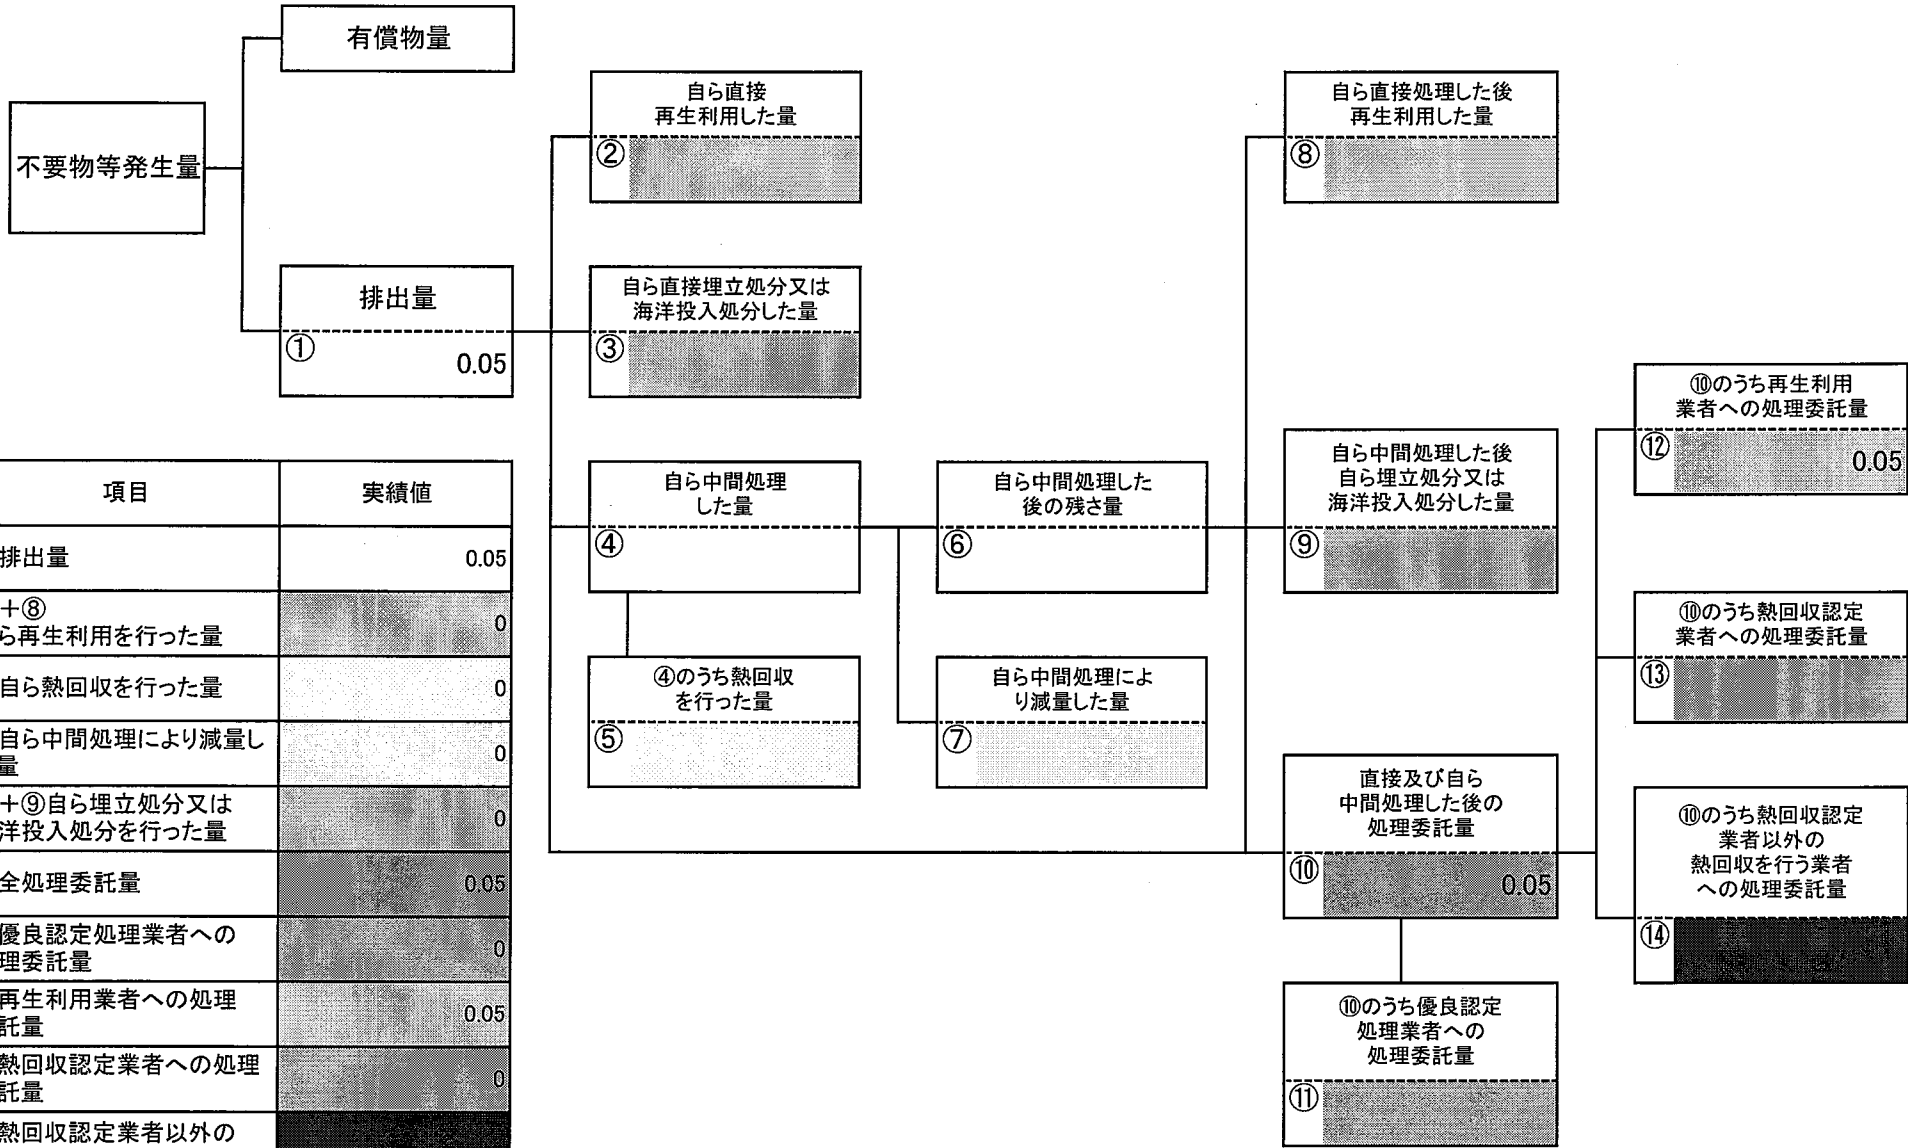 有償物量
不要物等発生量
排出量
①
0.05
自ら直接
再生利用した量
②
自ら直接埋立処分又は
海洋投入処分した量
③
自ら中間処理
した量
④
④のうち熱回収
を行った量
⑤
自ら中間処理した
後の残さ量
⑥
自ら中間処理によ
り減量した量
⑦
自ら直接処理した後
再生利用した量
⑧
自ら中間処理した後
自ら埋立処分又は
海洋投入処分した量
⑨
直接及び自ら
中間処理した後の
処理委託量
⑩
0.05
⑩のうち優良認定
処理業者への
処理委託量
⑪
⑩のうち再生利用
業者への処理委託量
⑫
0.05
⑩のうち熱回収認定
業者への処理委託量
⑬
⑩のうち熱回収認定
業者以外の
熱回収を行う業者
への処理委託量
⑭
項目 実績値
排出量 0.05
+⑧
ら再生利用を行った量 0
自ら熱回収を行った量 0
自ら中間処理により減量し
量 0
+⑨自ら埋立処分又は
洋投入処分を行った量 0
全処理委託量 0.05
優良認定処理業者への
理委託量 0
再生利用業者への処理
託量 0.05
熱回収認定業者への処理
託量 0
熱回収認定業者以外の